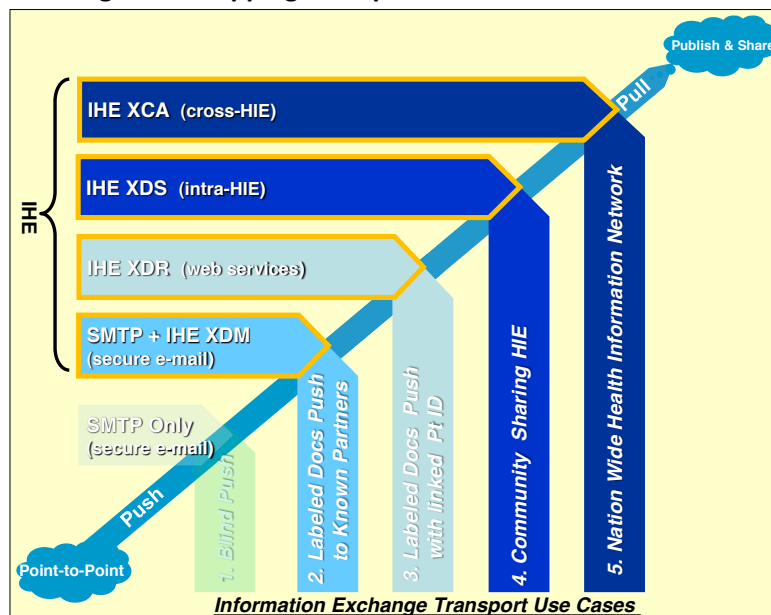 Publish & Share
Pull
IHE XCA (cross-HIE)
IHE XDS (intra-HIE)
IHE
IHE XDR (web services)
SMTP + IHE XDM
(secure e-mail)
SMTP Only
(secure e-mail)
Push
Point-to-Point
1. Blind Push
2. Labeled Docs Push
to Known Partners
3. Labeled Docs Push
with linked Pt ID
4. Community Sharing HIE
5. Nation Wide Health Information Network
Information Exchange Transport Use Cases